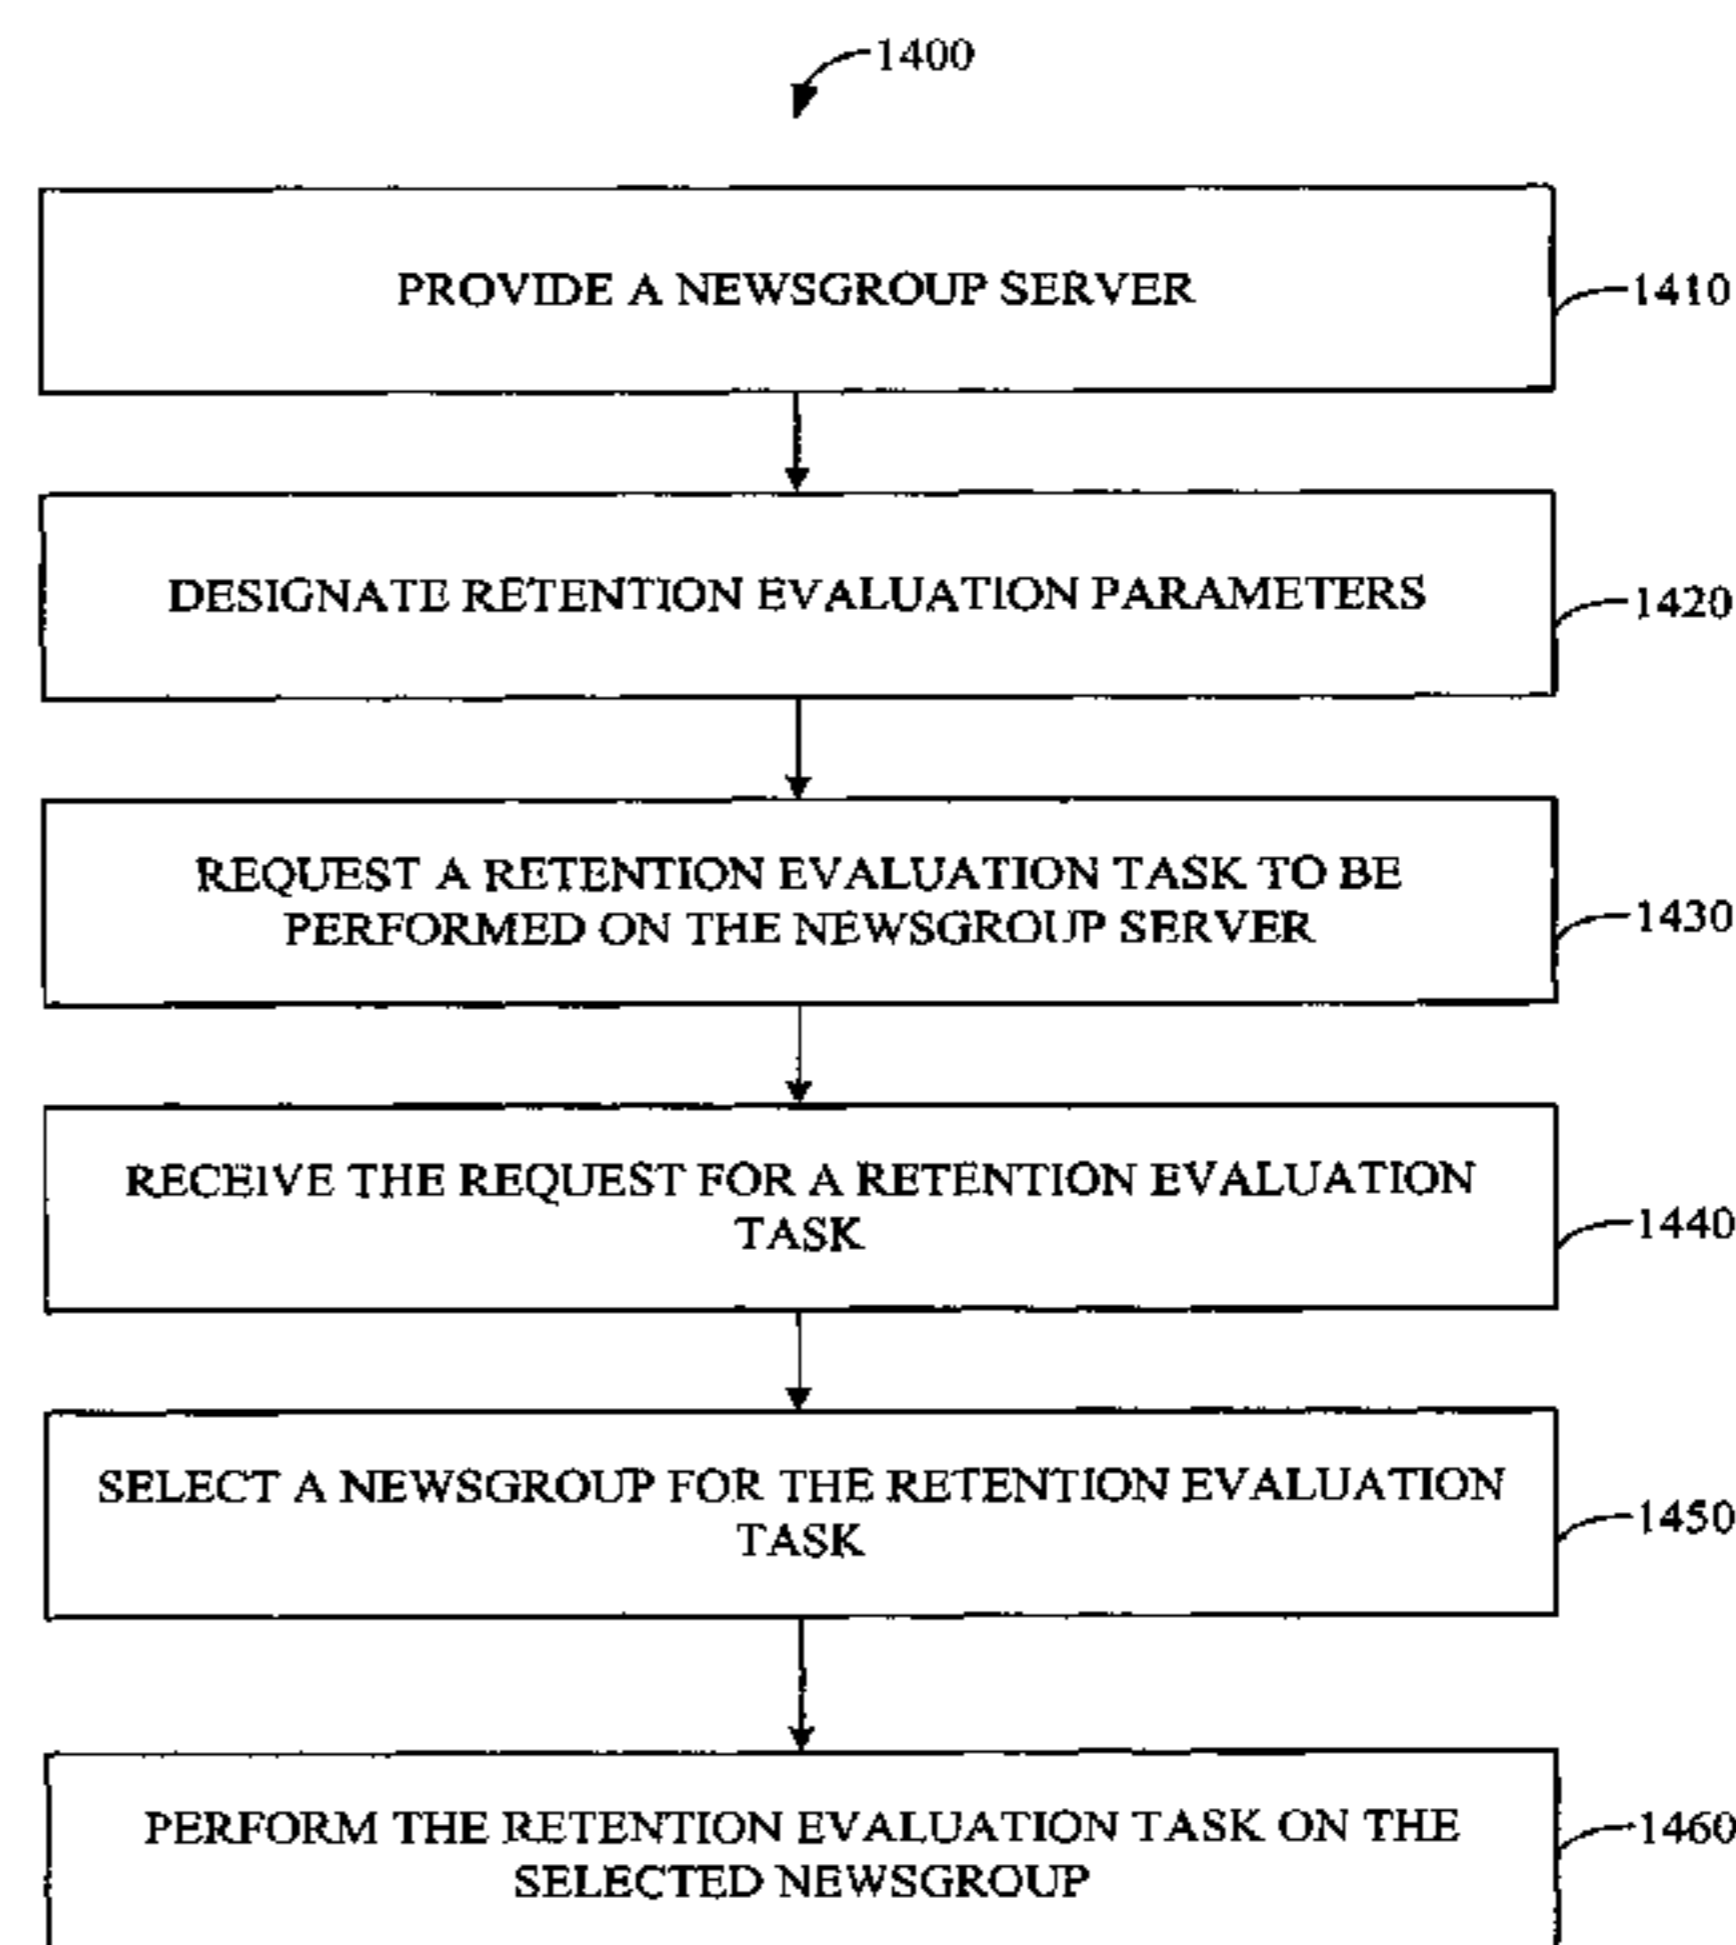 1400
PROVIDE A NEWSGROUP SERVER
1410
DESIGNATE RETENTION EVALUATION PARAMETERS
1420
REQUEST A RETENTION EVALUATION TASK TO BE
PERFORMED ON THE NEWSGROUP SERVER
1430
RECEIVE THE REQUEST FOR A RETENTION EVALUATION
TASK
1440
SELECT A NEWSGROUP FOR THE RETENTION EVALUATION
TASK
1450
PERFORM THE RETENTION EVALUATION TASK ON THE
SELECTED NEWSGROUP
1460